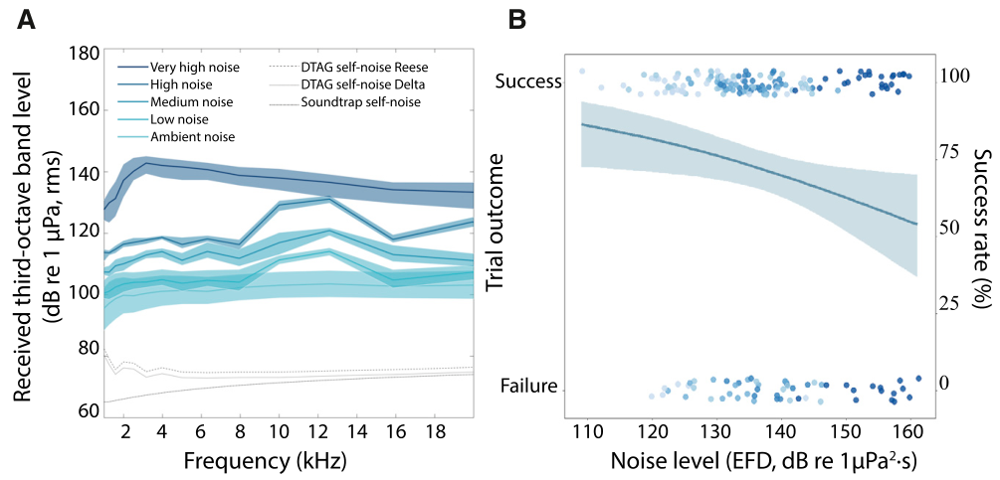 A
180
160
140
120
100
80
60
Received third-octave band level
(dB re 1 µPa, rms)
Very high noise
High noise
Medium noise
Low noise
Ambient noise
DTAG self-noise Reese
DTAG self-noise Delta
Soundtrap self-noise
2 4 6 8 10 12 14 16 18
Frequency (kHz)
B
Success
Failure
Trial outcome
100
75
50
25
0
Success rate (%)
110 120 130 140 150 160
Noise level (EFD, dB re 1µPa²·s)